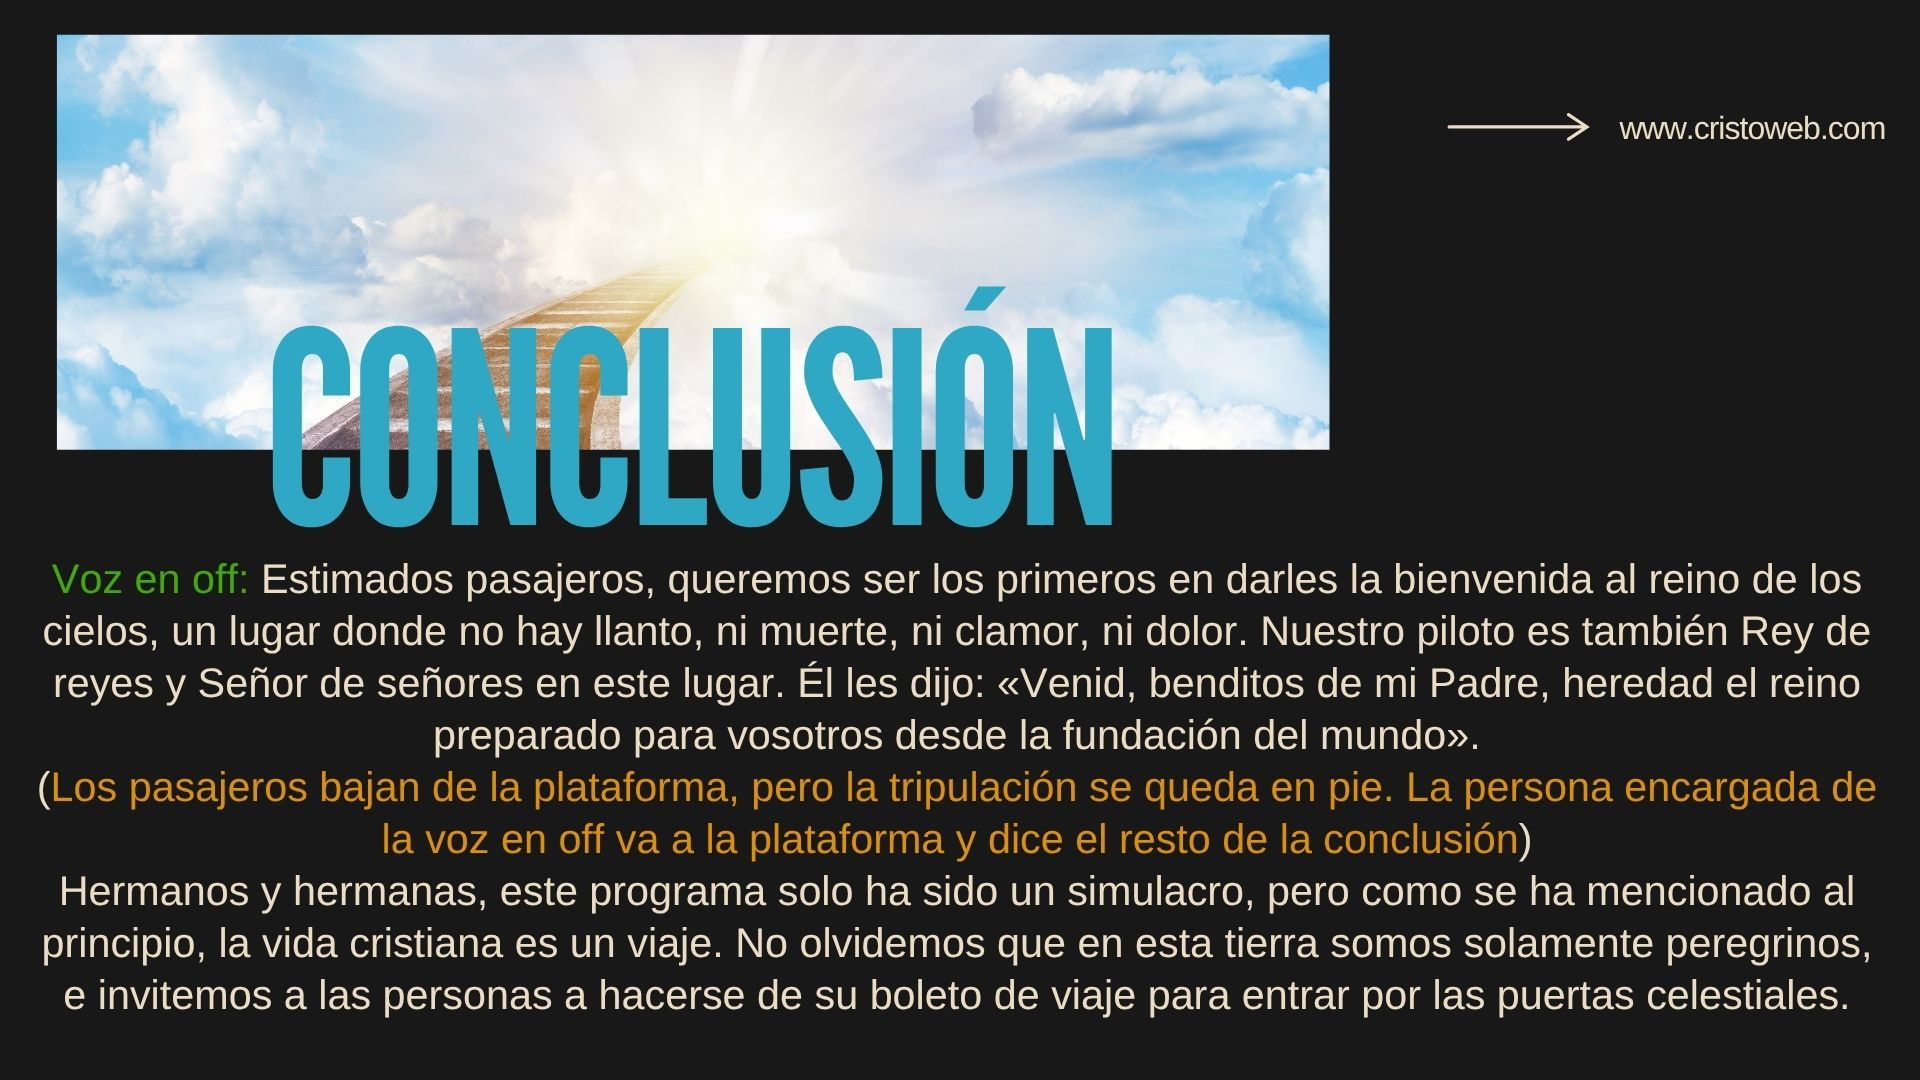 www.cristoweb.com
CONCLUSIÓN
Voz en off: Estimados pasajeros, queremos ser los primeros en darles la bienvenida al reino de los
cielos, un lugar donde no hay llanto, ni muerte, ni clamor, ni dolor. Nuestro piloto es también Rey de
reyes y Señor de señores en este lugar. Él les dijo: «Venid, benditos de mi Padre, heredad el reino
preparado para vosotros desde la fundación del mundo».
(Los pasajeros bajan de la plataforma, pero la tripulación se queda en pie. La persona encargada de
la voz en off va a la plataforma y dice el resto de la conclusión)
Hermanos y hermanas, este programa solo ha sido un simulacro, pero como se ha mencionado al
principio, la vida cristiana es un viaje. No olvidemos que en esta tierra somos solamente peregrinos,
e invitemos a las personas a hacerse de su boleto de viaje para entrar por las puertas celestiales.